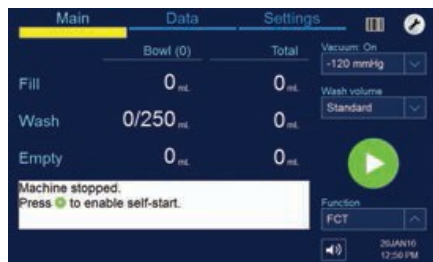 Main Data Settings
Bowl (0) Total Vacuum: On
-120 mmHg
Fill 0 mL 0 mL
Wash volume
Standard
Wash 0/250 mL 0 mL
Empty 0 mL 0 mL
Machine stopped.
Press to enable self-start.
Function
FCT
20JAN16
12:50 PM